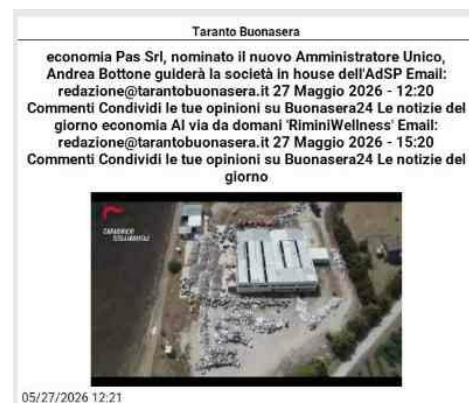 Taranto Buonasera
economia Pas Srl, nominato il nuovo Amministratore Unico,
Andrea Bottone guiderà la società in house dell'AdSP Email:
redazione@tarantobuonasera.it 27 Maggio 2026 - 12:20
Commenti Condividi le tue opinioni su Buonasera24 Le notizie del
giorno economia Al via da domani 'RiminiWellness' Email:
redazione@tarantobuonasera.it 27 Maggio 2026 - 15:20
Commenti Condividi le tue opinioni su Buonasera24 Le notizie del
giorno
05/27/2026 12:21